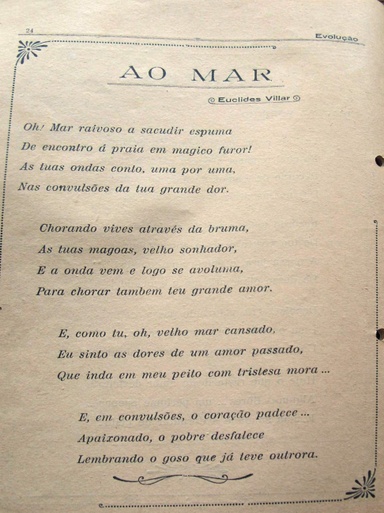 24
Evolução
AO MAR
Euclides Villar
Oh! Mar raivoso a sacudir espuma
De encontro á praia em magico furor!
As tuas ondas conto, uma por uma,
Nas convulsões da tua grande dor.
Chorando vives através da bruma,
As tuas magoas, velho sonhador,
E a onda vem e logo se avoluma,
Para chorar tambem teu grande amor.
E, como tu, oh, velho mar cansado,
Eu sinto as dores de um amor passado,
Que inda em meu peito com tristesa mora ...
E, em convulsões, o coração padece ...
Apaixonado, o pobre desfalece
Lembrando o goso que já teve outrora.